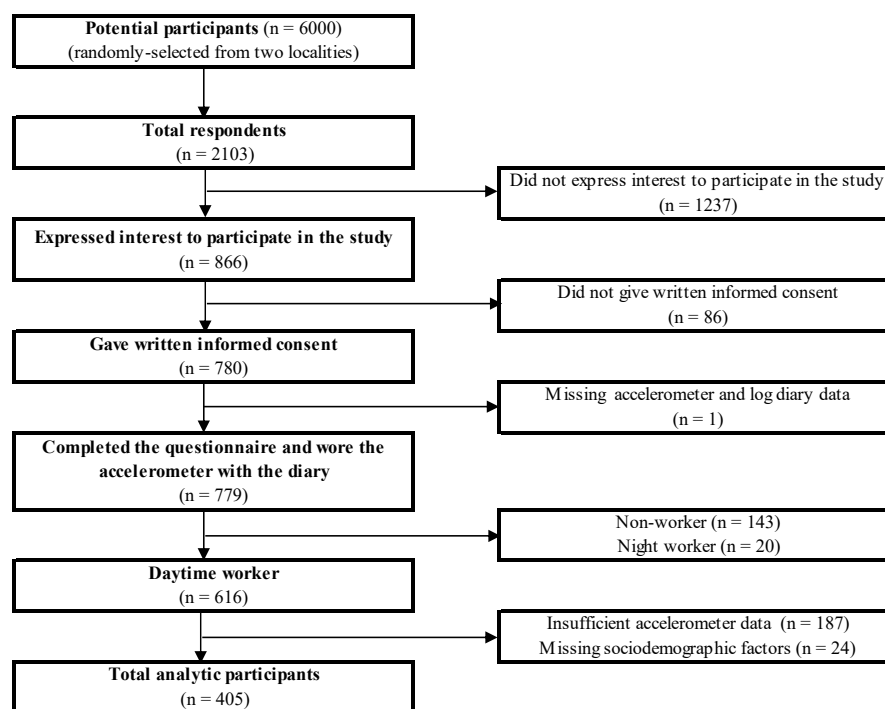 Potential participants (n = 6000)
(randomly-selected from two localities)
Total respondents
(n = 2103)
Did not express interest to participate in the study
(n = 1237)
Expressed interest to participate in the study
(n = 866)
Did not give written informed consent
(n = 86)
Gave written informed consent
(n = 780)
Missing accelerometer and log diary data
(n = 1)
Completed the questionnaire and wore the
accelerometer with the diary
(n = 779)
Non-worker (n = 143)
Night worker (n = 20)
Daytime worker
(n = 616)
Insufficient accelerometer data (n = 187)
Missing sociodemographic factors (n = 24)
Total analytic participants
(n = 405)